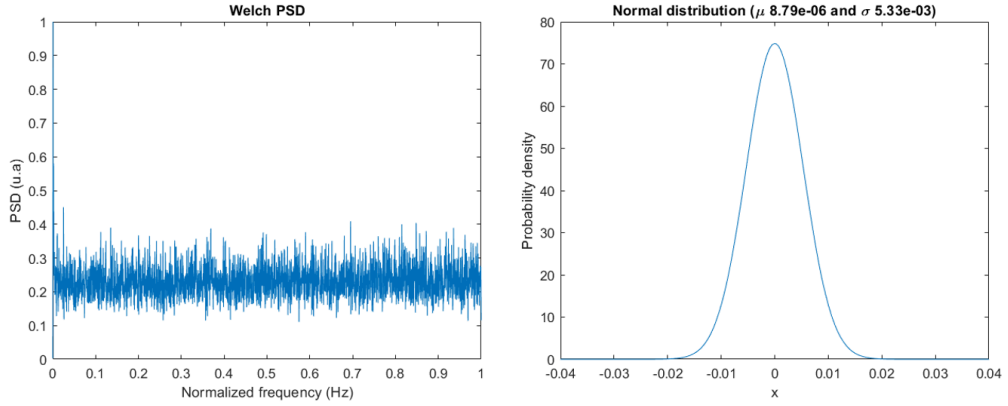 Welch PSD
PSD (u.a)
1
0.9
0.8
0.7
0.6
0.5
0.4
0.3
0.2
0.1
0
0 0.1 0.2 0.3 0.4 0.5 0.6 0.7 0.8 0.9 1
Normalized frequency (Hz)
Normal distribution (μ 8.79e-06 and σ 5.33e-03)
Probability density
80
70
60
50
40
30
20
10
0
-0.04 -0.03 -0.02 -0.01 0 0.01 0.02 0.03 0.04
x